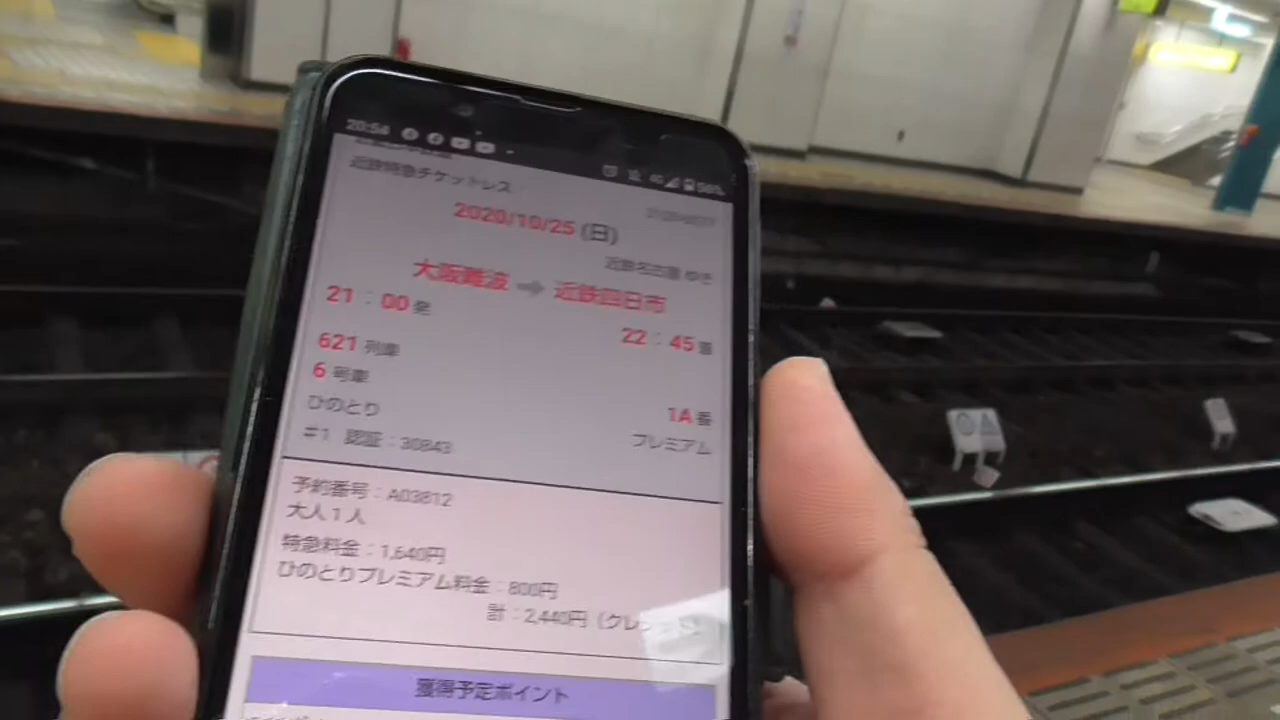 20:54
4G 56%
近鉄特急チケットレス
2020/10/25 (日)
近鉄名古屋 ゆき
大阪難波 ➡ 近鉄四日市
21：00 発
22：45 着
621 列車
6 号車
1A 番
ひのとり
プレミアム
#1 認証：30843
予約番号：A03812
大人1人
特急料金：1,640円
ひのとりプレミアム料金：800円
計：2,440円（クレ
獲得予定ポイント